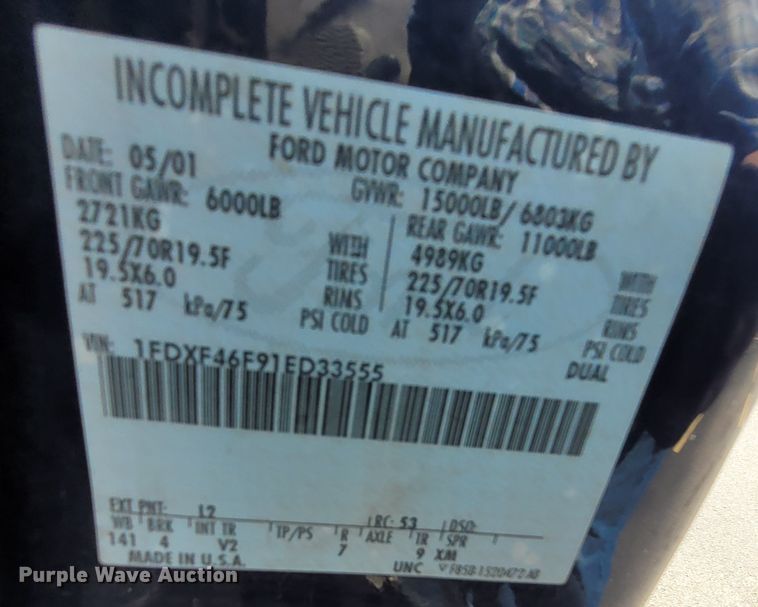 INCOMPLETE VEHICLE MANUFACTURED BY
FORD MOTOR COMPANY
DATE: 05/01 GVWR: 15000LB/ 6803KG
FRONT GAWR: 6000LB REAR GAWR: 11000LB
2721KG WITH 4989KG WITH
225/70R19.5F TIRES 225/70R19.5F TIRES
19.5X6.0 RIMS 19.5X6.0 RIMS
AT 517 kPa/75 PSI COLD AT 517 kPa/75 PSI COLD
DUAL
VIN: 1FDXF46F91ED33555
EXT PNT: L2 RC: 53 DSO:
WB BRK INT TR TP/PS R AXLE TR SPR
141 4 V2 7 9 XM
MADE IN U.S.A. UNC
Purple Wave Auction